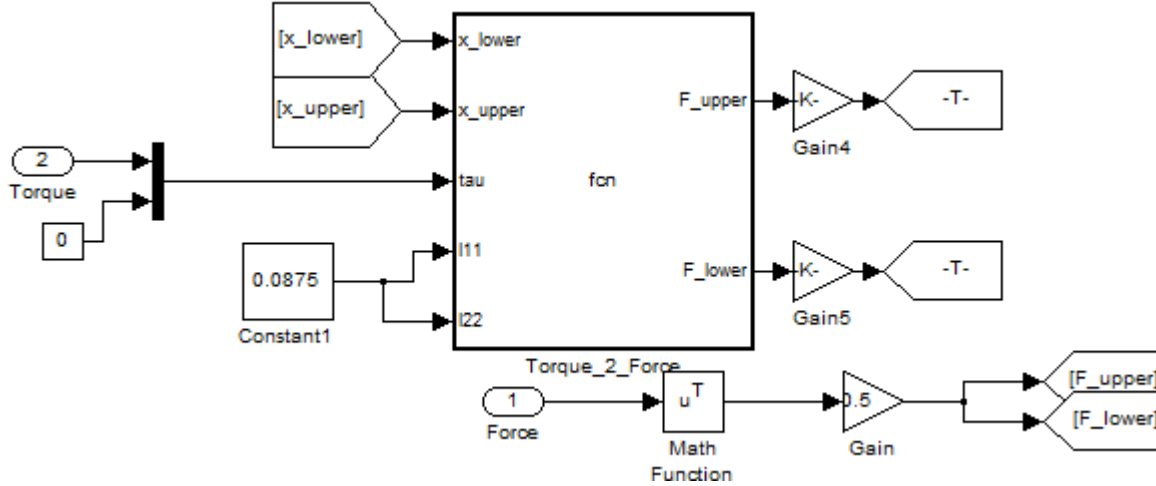 [x_lower]
x_lower
[x_upper]
x_upper
F_upper
-K-
-T-
Gain4
2
Torque
tau
fcn
0
l11
0.0875
F_lower
-K-
-T-
l22
Gain5
Constant1
Torque_2_Force
[F_upper]
1
u^T
0.5
[F_lower]
Force
Math
Function
Gain